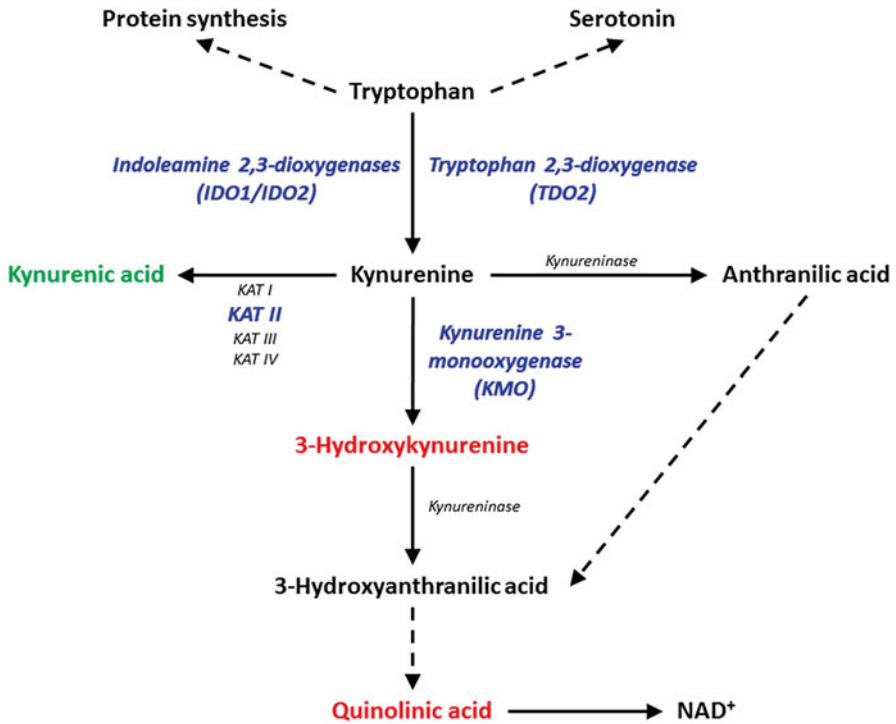 Protein synthesis
Serotonin
Tryptophan
Indoleamine 2,3-dioxygenases
(IDO1/IDO2)
Tryptophan 2,3-dioxygenase
(TDO2)
Kynurenic acid
Kynurenine
Kynureninase
Anthranilic acid
KAT I
KAT II
KAT III
KAT IV
Kynurenine 3-
monooxygenase
(KMO)
3-Hydroxykynurenine
Kynureninase
3-Hydroxyanthranilic acid
Quinolinic acid
NAD⁺